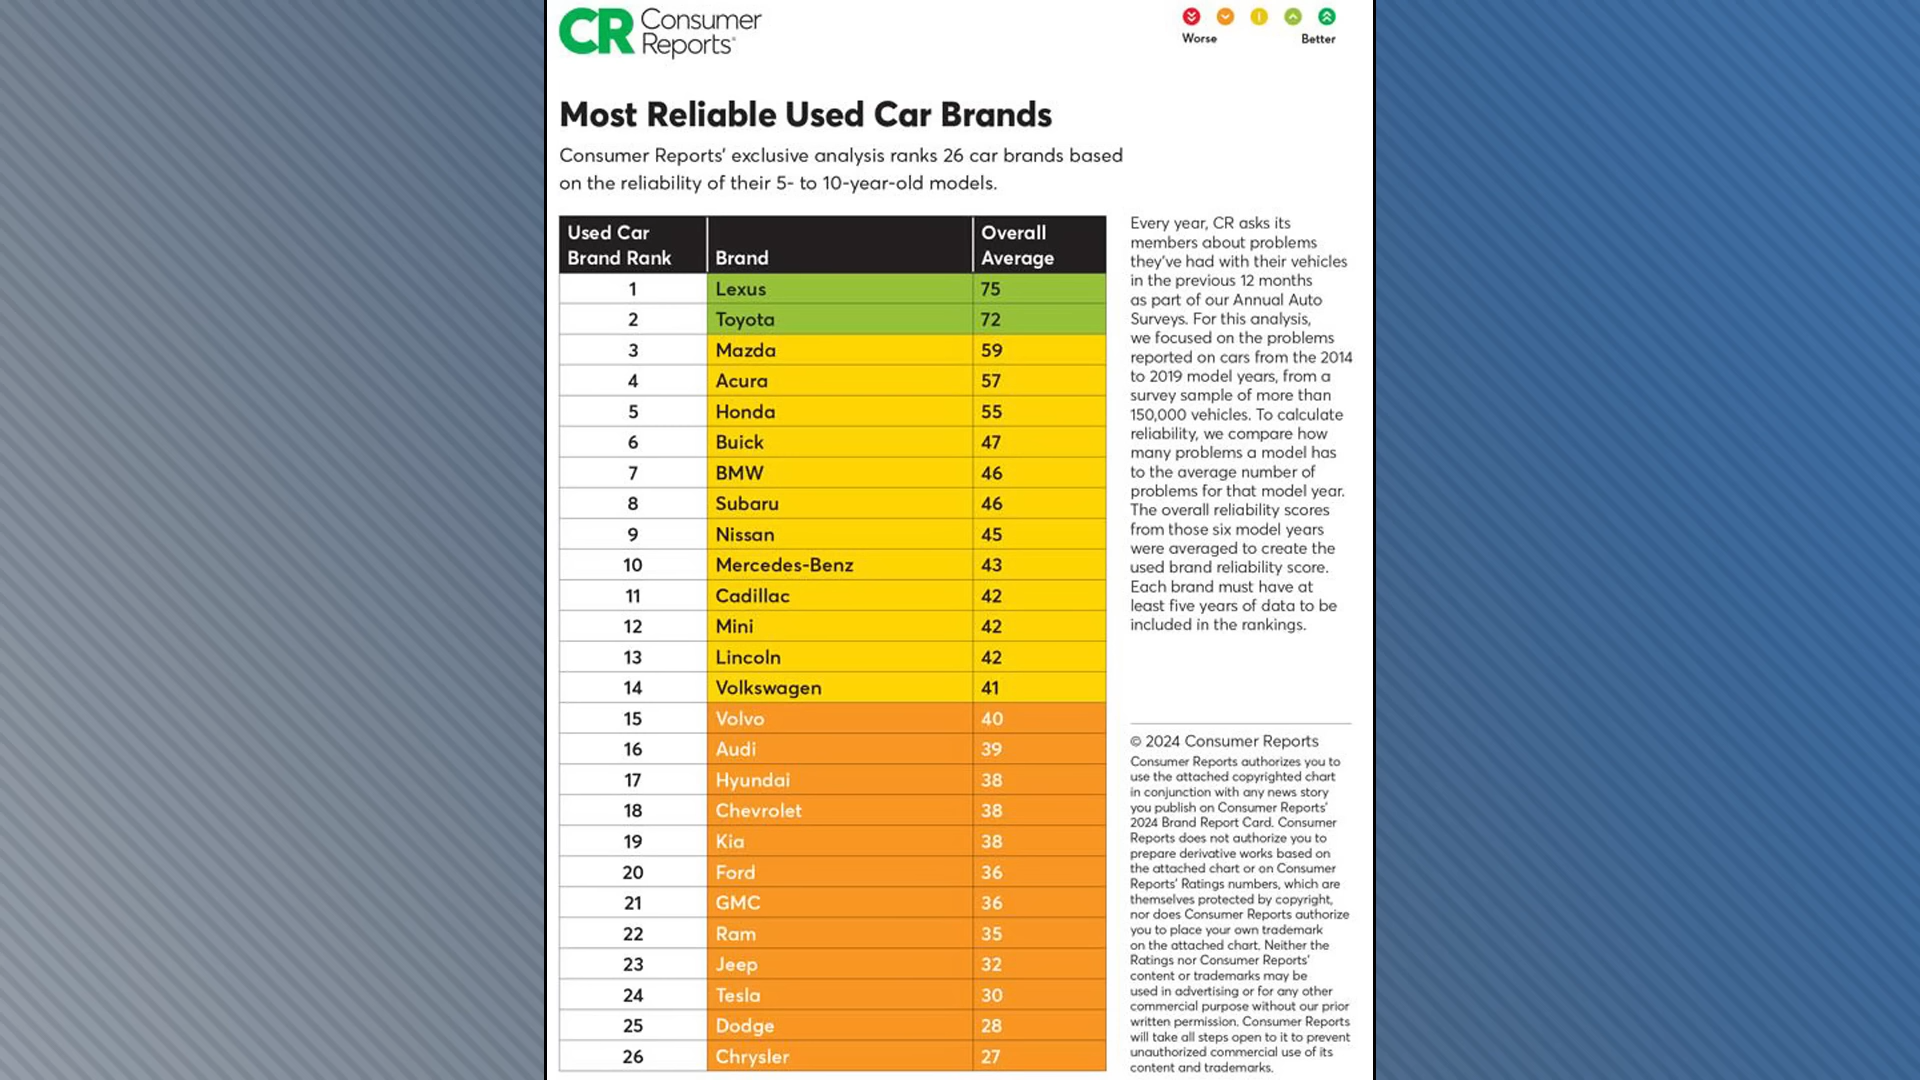 CR Consumer
Reports
Worse Better
Most Reliable Used Car Brands
Consumer Reports’ exclusive analysis ranks 26 car brands based
on the reliability of their 5- to 10-year-old models.
Used Car
Brand Rank Brand Overall
Average
1 Lexus 75
2 Toyota 72
3 Mazda 59
4 Acura 57
5 Honda 55
6 Buick 47
7 BMW 46
8 Subaru 46
9 Nissan 45
10 Mercedes-Benz 43
11 Cadillac 42
12 Mini 42
13 Lincoln 42
14 Volkswagen 41
15 Volvo 40
16 Audi 39
17 Hyundai 38
18 Chevrolet 38
19 Kia 38
20 Ford 36
21 GMC 36
22 Ram 35
23 Jeep 32
24 Tesla 30
25 Dodge 28
26 Chrysler 27
Every year, CR asks its
members about problems
they’ve had with their vehicles
in the previous 12 months
as part of our Annual Auto
Surveys. For this analysis,
we focused on the problems
reported on cars from the 2014
to 2019 model years, from a
survey sample of more than
150,000 vehicles. To calculate
reliability, we compare how
many problems a model has
to the average number of
problems for that model year.
The overall reliability scores
from those six model years
were averaged to create the
used brand reliability score.
Each brand must have at
least five years of data to be
included in the rankings.
© 2024 Consumer Reports
Consumer Reports authorizes you to
use the attached copyrighted chart
in conjunction with any news story
you publish on Consumer Reports’
2024 Brand Report Card. Consumer
Reports does not authorize you to
prepare derivative works based on
the attached chart or on Consumer
Reports’ Ratings numbers, which are
themselves protected by copyright,
nor does Consumer Reports authorize
you to place your own trademark
on the attached chart. Neither the
Ratings nor Consumer Reports’
content or trademarks may be
used in advertising or for any other
commercial purpose without our prior
written permission. Consumer Reports
will take all steps open to it to prevent
unauthorized commercial use of its
content and trademarks.